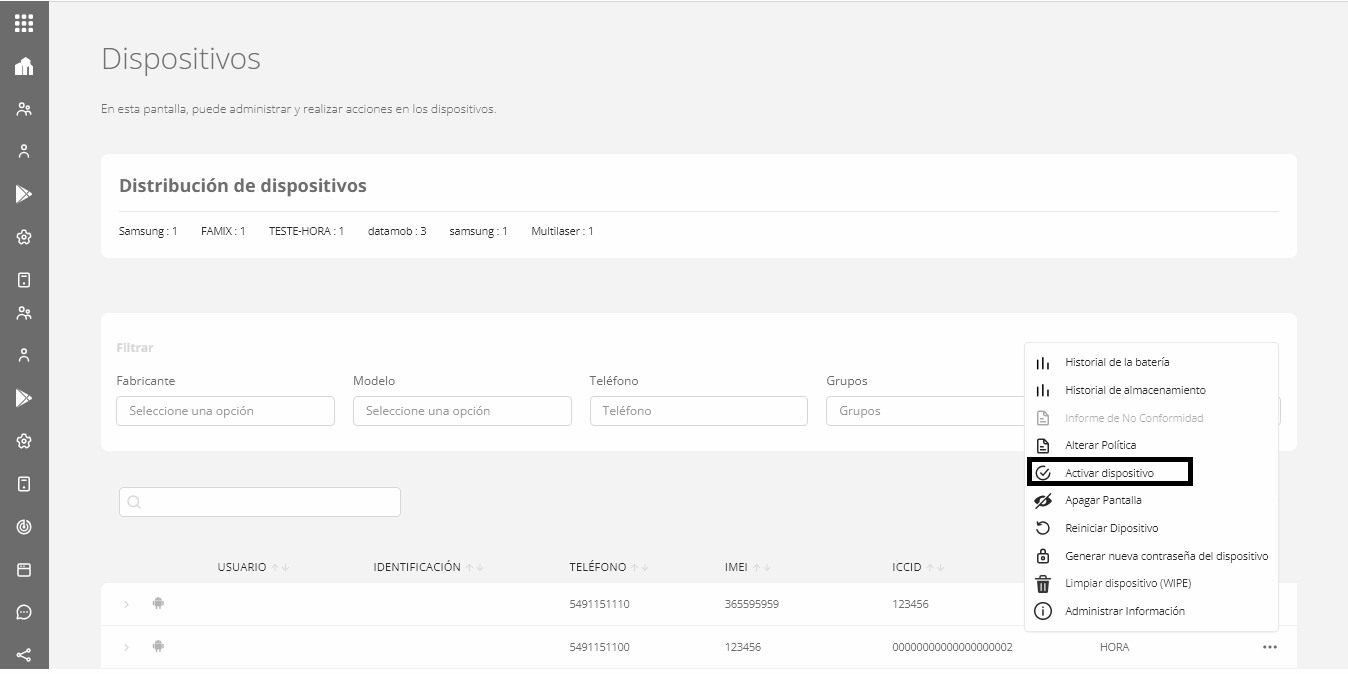 Dispositivos
En esta pantalla, puede administrar y realizar acciones en los dispositivos.
Distribución de dispositivos
Samsung : 1 FAMIX : 1 TESTE-HORA : 1 datamob : 3 samsung : 1 Multilaser : 1
Filtrar
Fabricante Modelo Teléfono Grupos
Seleccione una opción Seleccione una opción Teléfono Grupos
Historial de la batería
Historial de almacenamiento
Informe de No Conformidad
Alterar Política
Activar dispositivo
Apagar Pantalla
Reiniciar Dipositivo
Generar nueva contraseña del dispositivo
Limpiar dispositivo (WIPE)
Administrar Información
USUARIO IDENTIFICACIÓN TELÉFONO IMEI ICCID
5491151110 365595959 123456
5491151100 123456 00000000000000000002 HORA